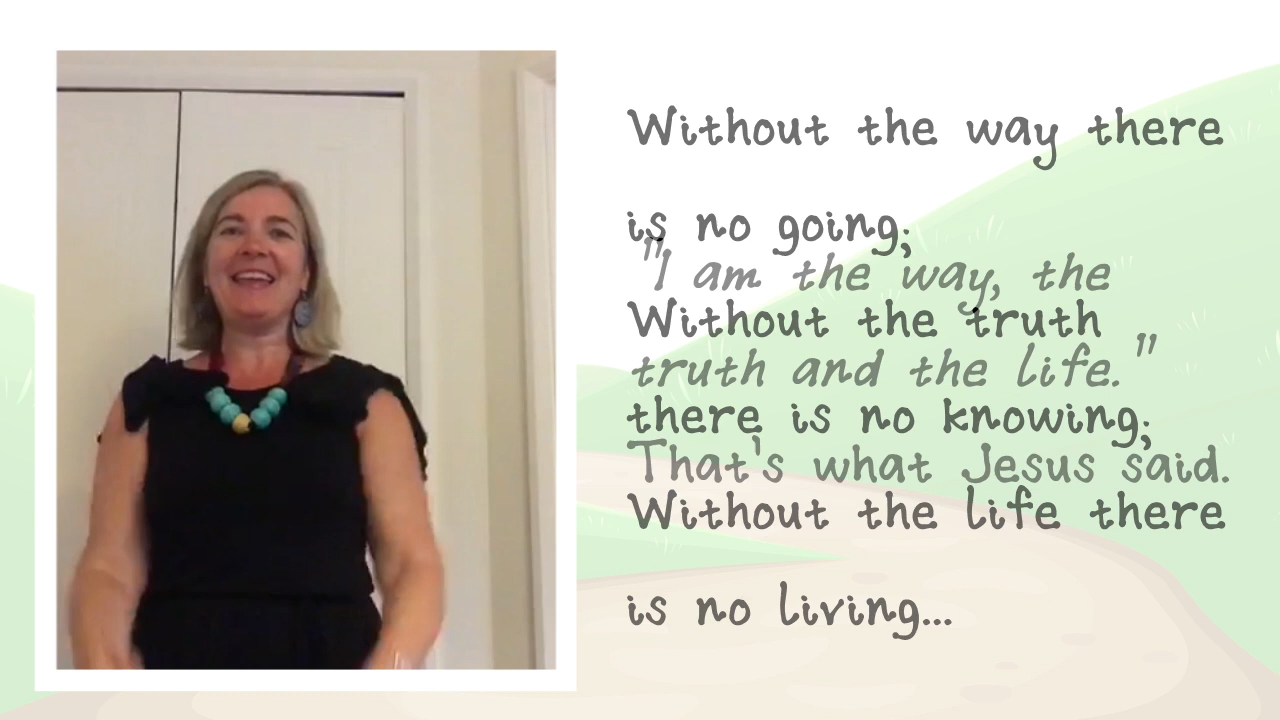 Without the way there
is no going;
"I am the way, the
Without the truth
truth and the life."
there is no knowing;
That's what Jesus said.
Without the life there
is no living...